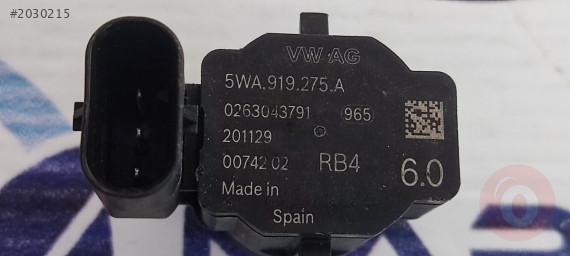 #2030215
VW AG
5WA.919.275.A
0263043791 965
201129
00742 02 RB4 6.0
Made in
Spain